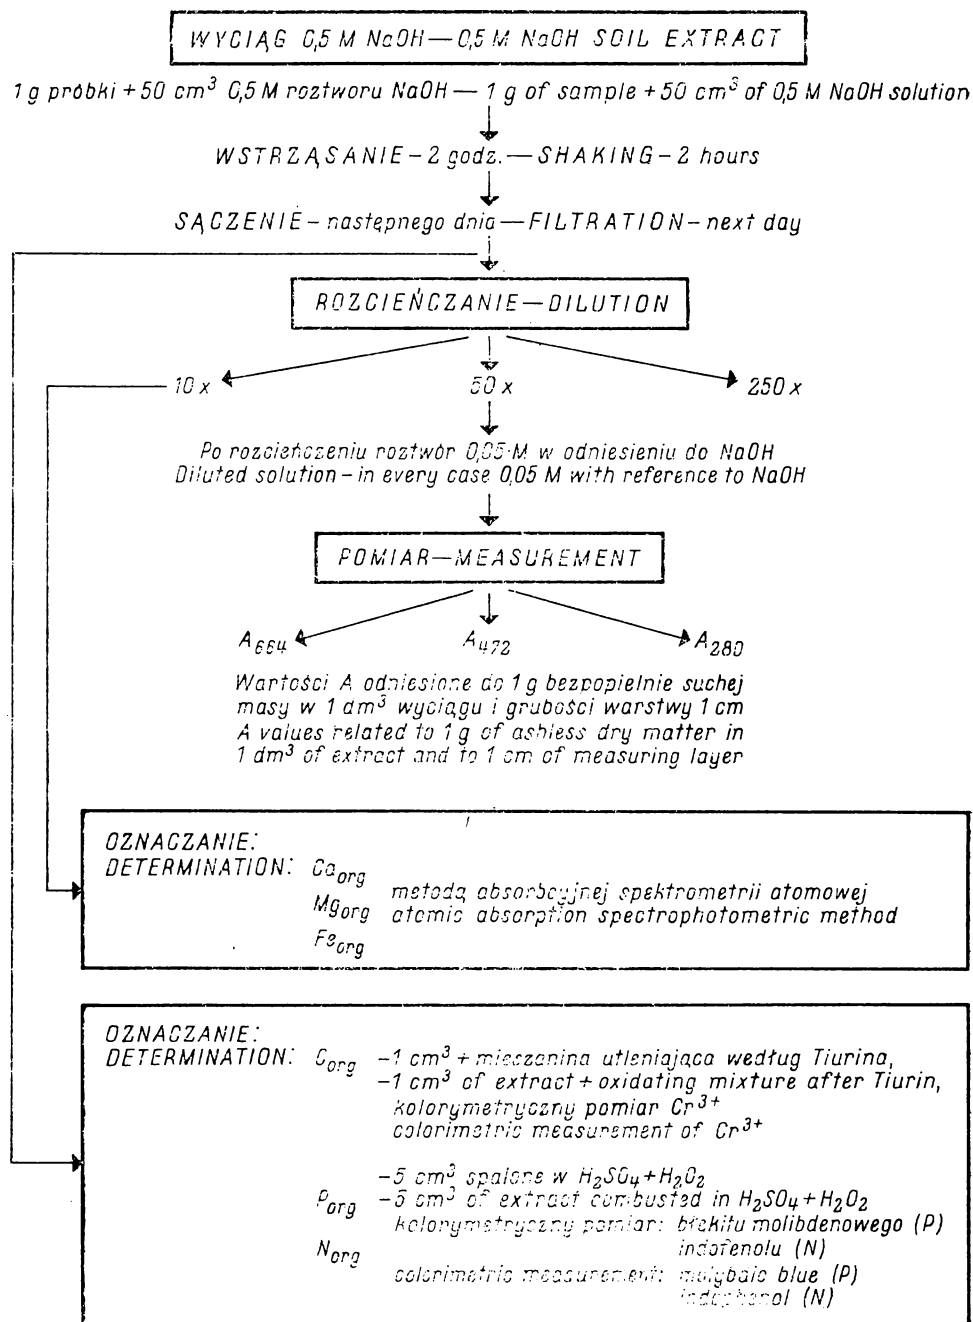 WYCIĄG 0,5 M NaOH—0,5 M NaOH SOIL EXTRACT
1 g próbki + 50 cm³ 0,5 M roztworu NaOH — 1 g of sample + 50 cm³ of 0,5 M NaOH solution
WSTRZĄSANIE – 2 godz. — SHAKING – 2 hours
SĄCZENIE – następnego dnia — FILTRATION – next day
ROZCIEŃCZANIE — DILUTION
10 x 50 x 250 x
Po rozcieńczeniu roztwór 0,05 M w odniesieniu do NaOH
Diluted solution – in every case 0,05 M with reference to NaOH
POMIAR — MEASUREMENT
A₆₆₄ A₄₇₂ A₂₈₀
Wartości A odniesione do 1 g bezpopielnie suchej
masy w 1 dm³ wyciągu i grubości warstwy 1 cm
A values related to 1 g of ashless dry matter in
1 dm³ of extract and to 1 cm of measuring layer
OZNACZANIE:
DETERMINATION: Ca_org
metodą absorbcyjnej spektrometrii atomowej
Mg_org atomic absorption spectrophotometric method
Fe_org
OZNACZANIE:
DETERMINATION: C_org – 1 cm³ + mieszanina utleniająca według Tiurina,
– 1 cm³ of extract + oxidating mixture after Tiurin,
kolorymetryczny pomiar Cr³⁺
colorimetric measurement of Cr³⁺
– 5 cm³ spalone w H₂SO₄ + H₂O₂
P_org – 5 cm³ of extract combusted in H₂SO₄ + H₂O₂
kolorymetryczny pomiar: błękitu molibdenowego (P)
N_org indofenolu (N)
colorimetric measurement: molybdic blue (P)
indophenol (N)